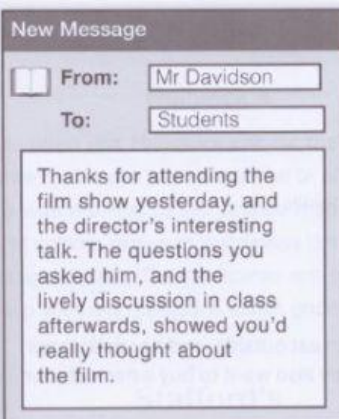 New Message
From: Mr Davidson
To: Students
Thanks for attending the
film show yesterday, and
the director's interesting
talk. The questions you
asked him, and the
lively discussion in class
afterwards, showed you'd
really thought about
the film.